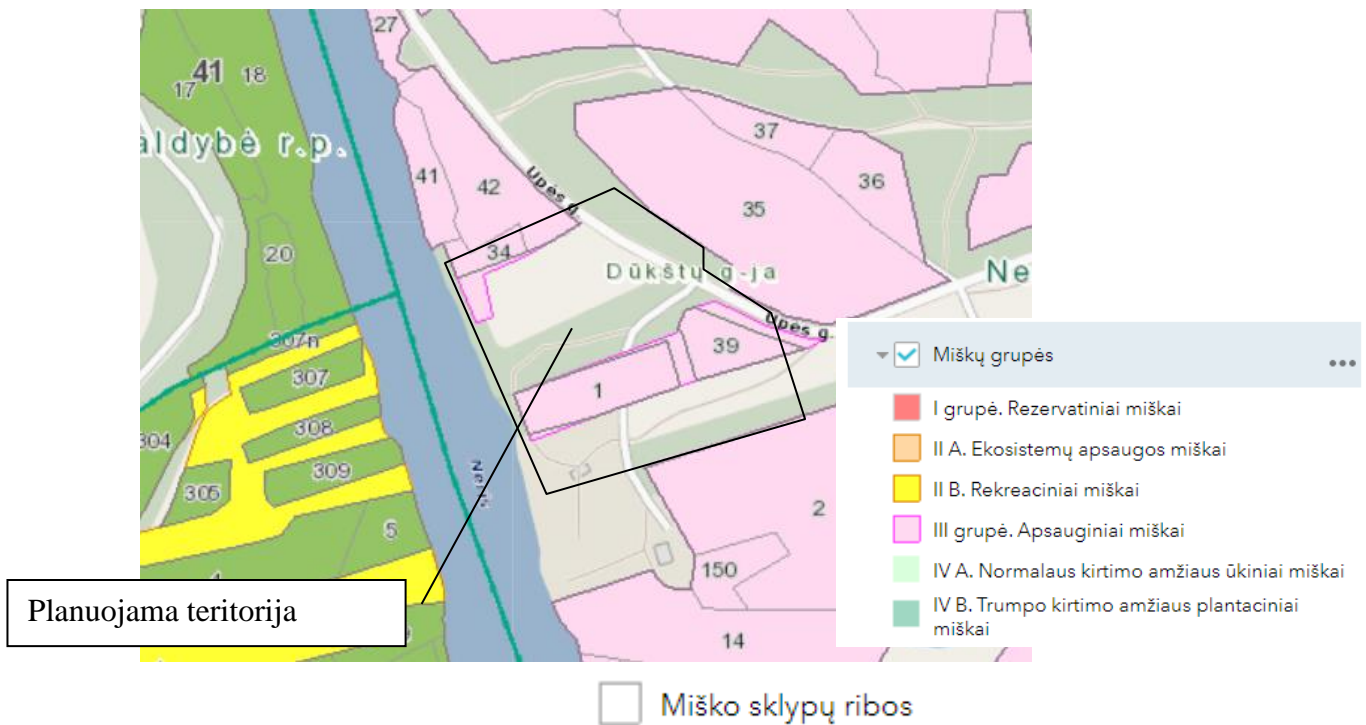 27
41
17
18
aldybė r.p.
37
41
42
Upės g.
36
35
20
34
Dūkštų g-ja
Ne
307n
Upės g.
39
307
1
304
308
309
305
2
5
150
14
Miškų grupės
I grupė. Rezervatiniai miškai
II A. Ekosistemų apsaugos miškai
II B. Rekreaciniai miškai
III grupė. Apsauginiai miškai
IV A. Normalaus kirtimo amžiaus ūkiniai miškai
IV B. Trumpo kirtimo amžiaus plantaciniai
miškai
Planuojama teritorija
Miško sklypų ribos